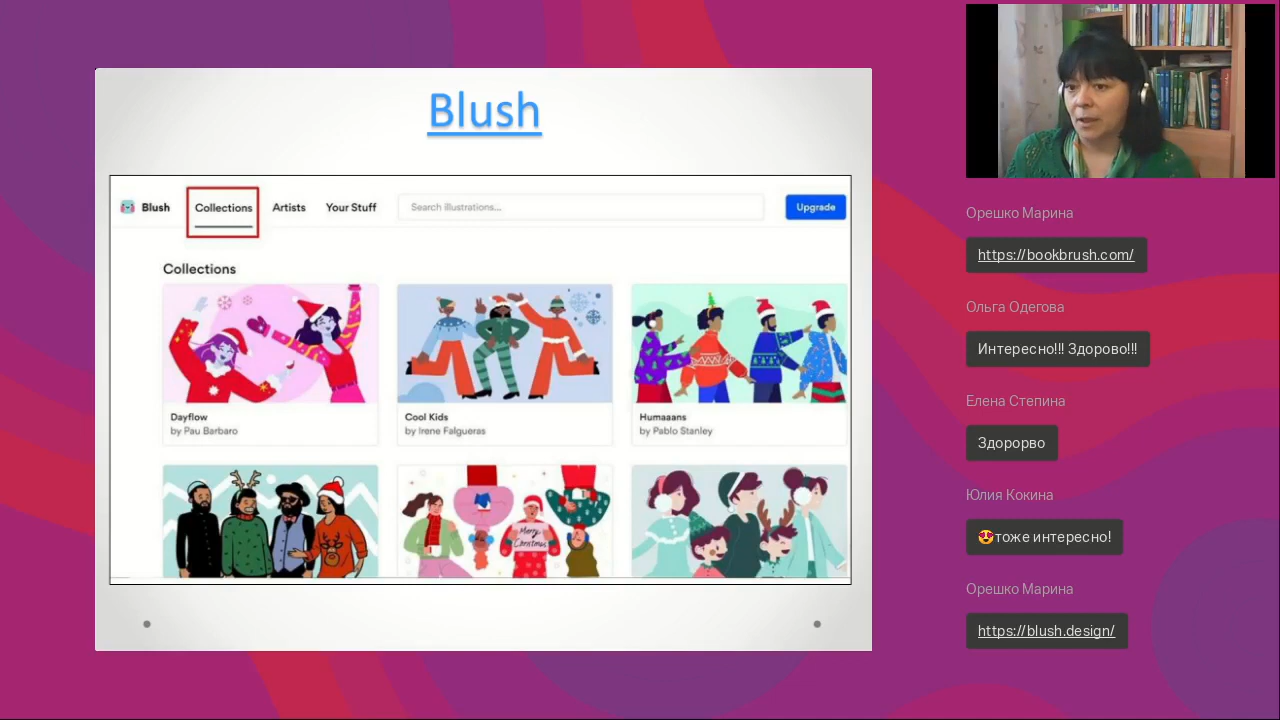 Blush
Blush
Collections
Artists
Your Stuff
Search illustrations...
Upgrade
Collections
Dayflow
by Pau Barbaro
Cool Kids
by Irene Falgueras
Humaaans
by Pablo Stanley
Merry
Christmas
Орешко Марина
https://bookbrush.com/
Ольга Одегова
Интересно!!! Здорово!!!
Елена Степина
Здорорво
Юлия Кокина
😍тоже интересно!
Орешко Марина
https://blush.design/